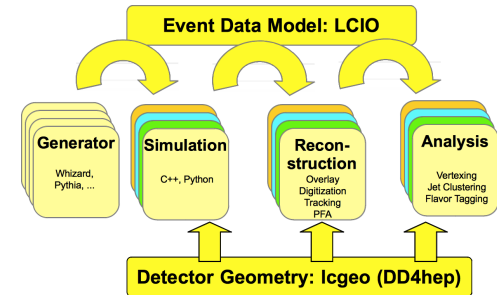 Event Data Model: LCIO
Generator
Whizard,
Pythia, ...
Simulation
C++, Python
Recon-
struction
Overlay
Digitization
Tracking
PFA
Analysis
Vertexing
Jet Clustering
Flavor Tagging
Detector Geometry: lcgeo (DD4hep)